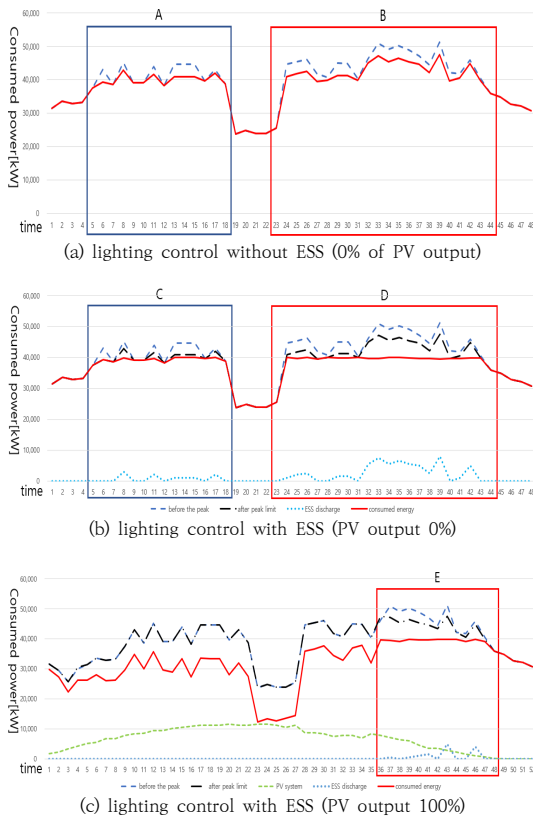 A
B
Consumed power[kW]
60,000
50,000
40,000
30,000
20,000
10,000
0
1 2 3 4 5 6 7 8 9 10 11 12 13 14 15 16 17 18 19 20 21 22 23 24 25 26 27 28 29 30 31 32 33 34 35 36 37 38 39 40 41 42 43 44 45 46 47 48
time
(a) lighting control without ESS (0% of PV output)
C
D
Consumed power[kW]
60,000
50,000
40,000
30,000
20,000
10,000
0
1 2 3 4 5 6 7 8 9 10 11 12 13 14 15 16 17 18 19 20 21 22 23 24 25 26 27 28 29 30 31 32 33 34 35 36 37 38 39 40 41 42 43 44 45 46 47 48
time
before the peak after peak limit ESS discharge consumed energy
(b) lighting control with ESS (PV output 0%)
E
Consumed power[kW]
60,000
50,000
40,000
30,000
20,000
10,000
0
1 2 3 4 5 6 7 8 9 10 11 12 13 14 15 16 17 18 19 20 21 22 23 24 25 26 27 28 29 30 31 32 33 34 35 36 37 38 39 40 41 42 43 44 45 46 47 48 49 50 51 52
time
before the peak after peak limit PV system ESS discharge consumed energy
(c) lighting control with ESS (PV output 100%)